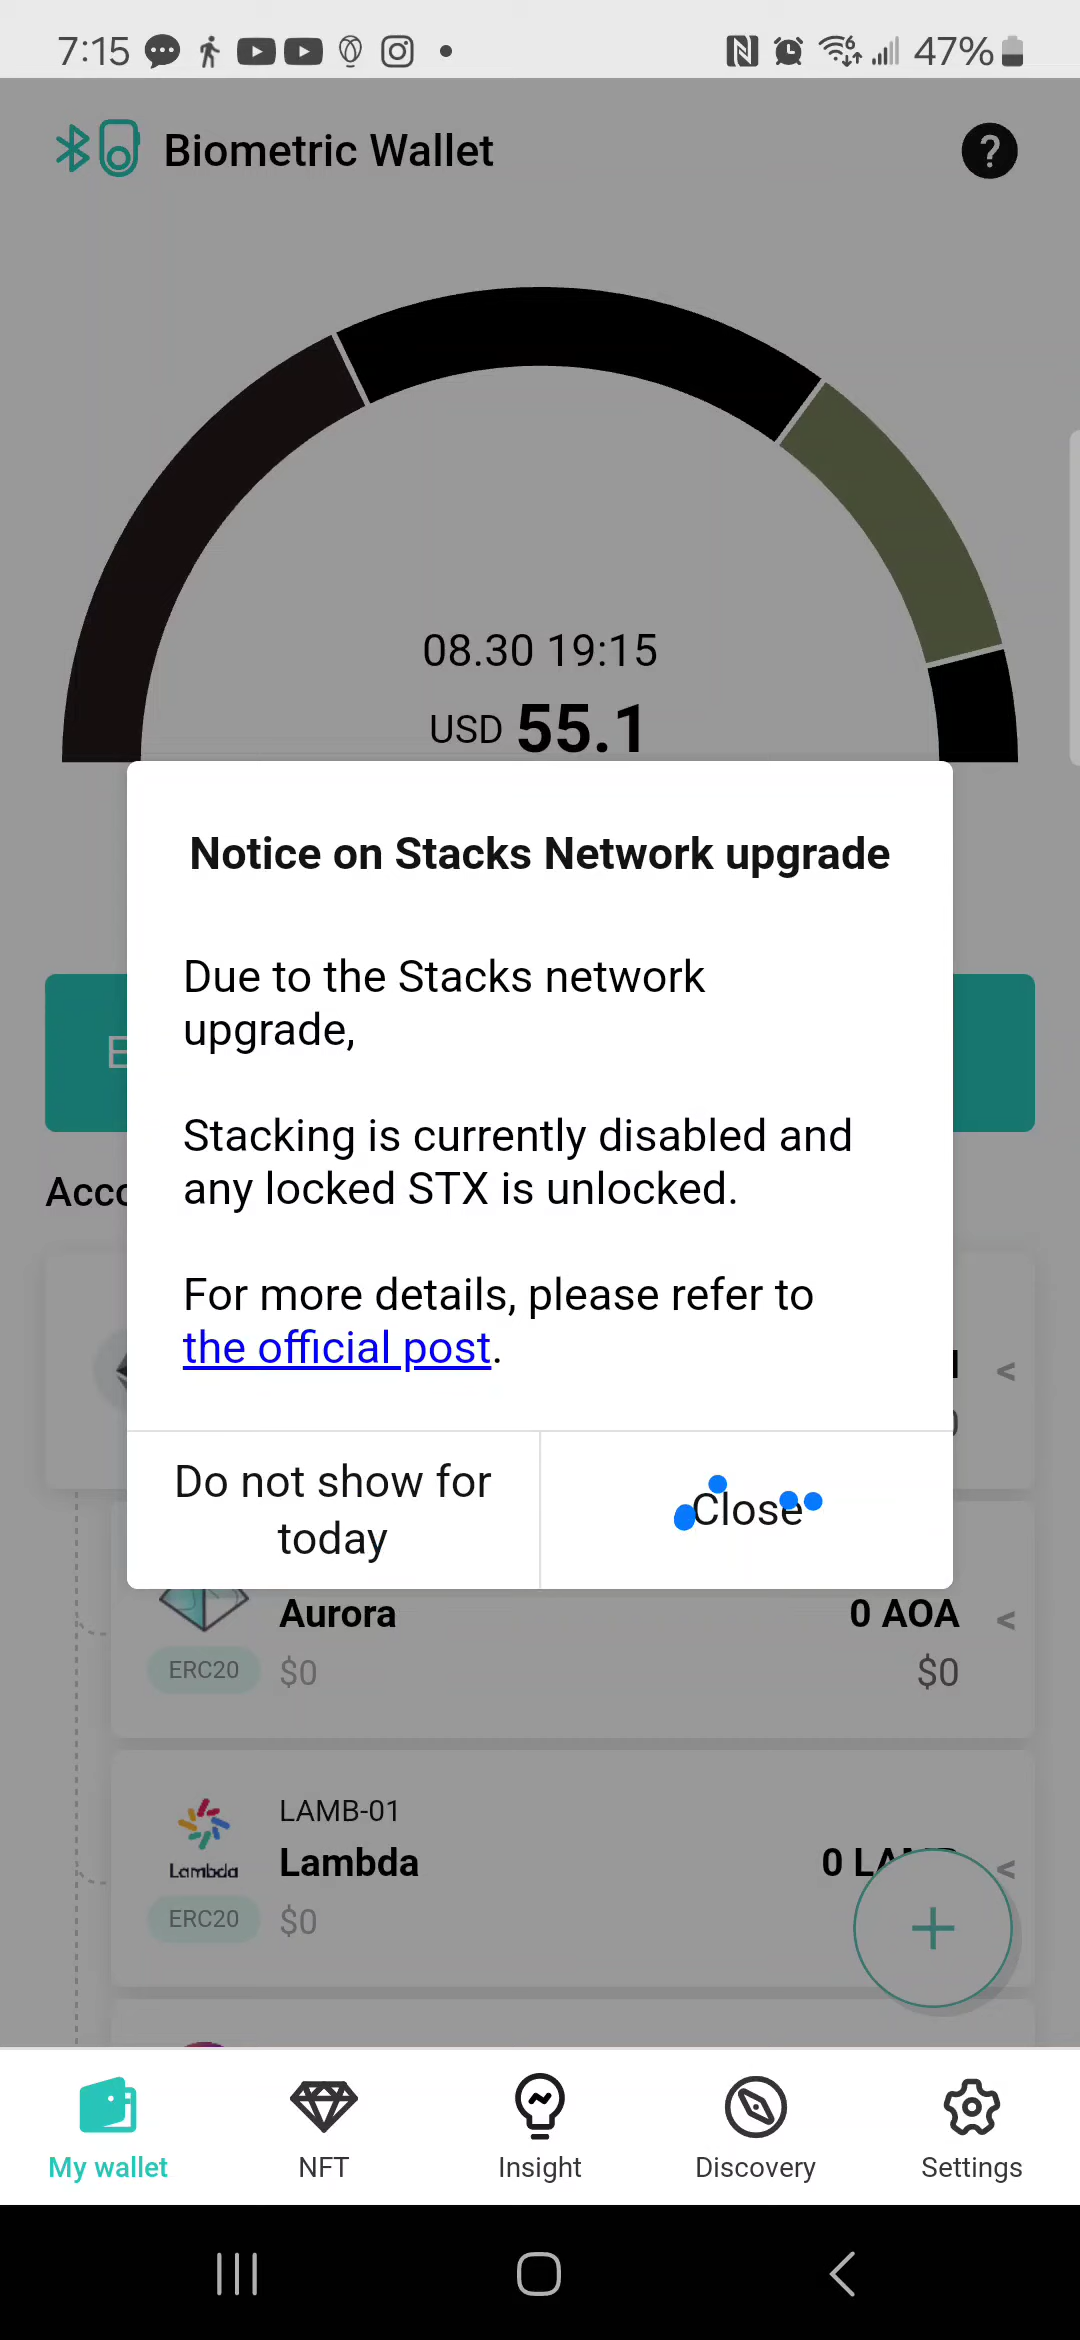 7:15
47%
Biometric Wallet
?
08.30 19:15
USD 55.1
Notice on Stacks Network upgrade
Due to the Stacks network
upgrade,
Stacking is currently disabled and
any locked STX is unlocked.
For more details, please refer to
the official post.
Do not show for
today
Close
Aurora
0 AOA
<
ERC20
$0
$0
LAMB-01
Lambda
Lambda
0
<
ERC20
$0
My wallet
NFT
Insight
Discovery
Settings